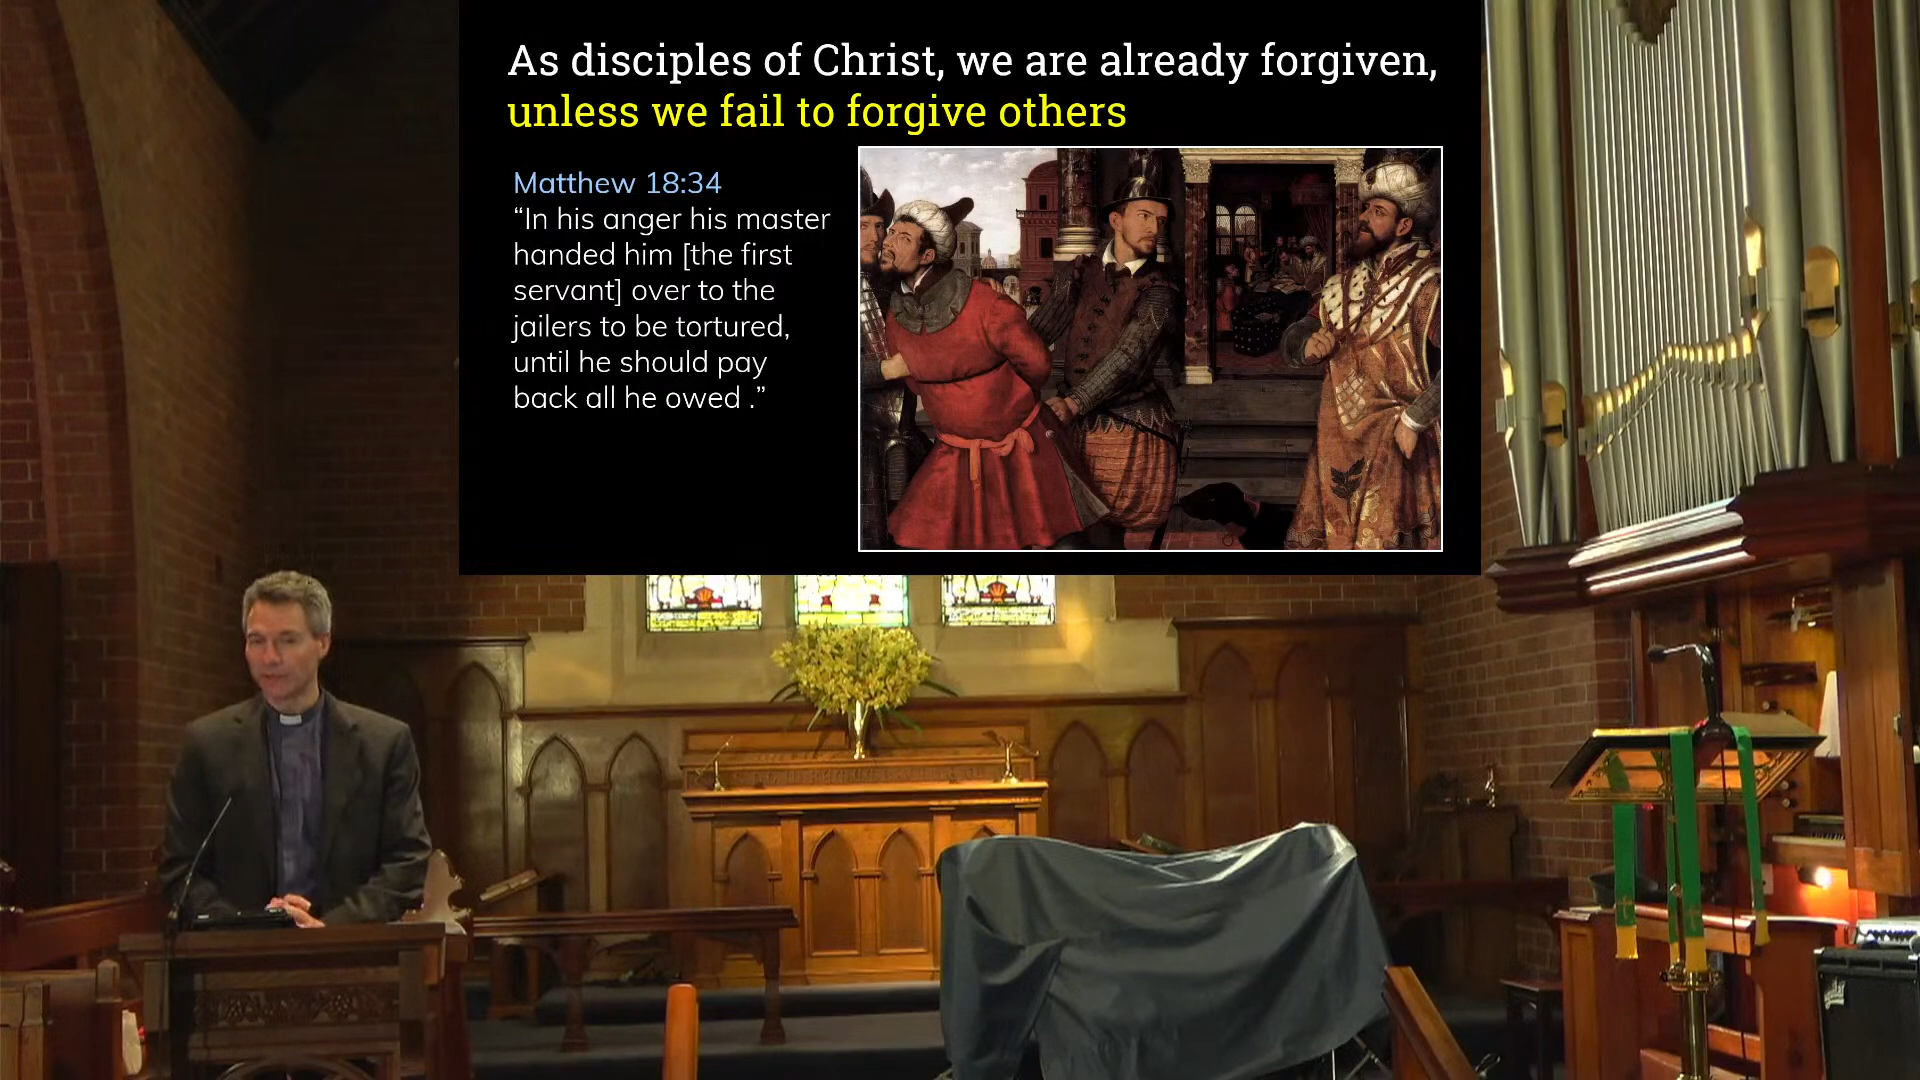 As disciples of Christ, we are already forgiven,
unless we fail to forgive others
Matthew 18:34
“In his anger his master
handed him [the first
servant] over to the
jailers to be tortured,
until he should pay
back all he owed .”